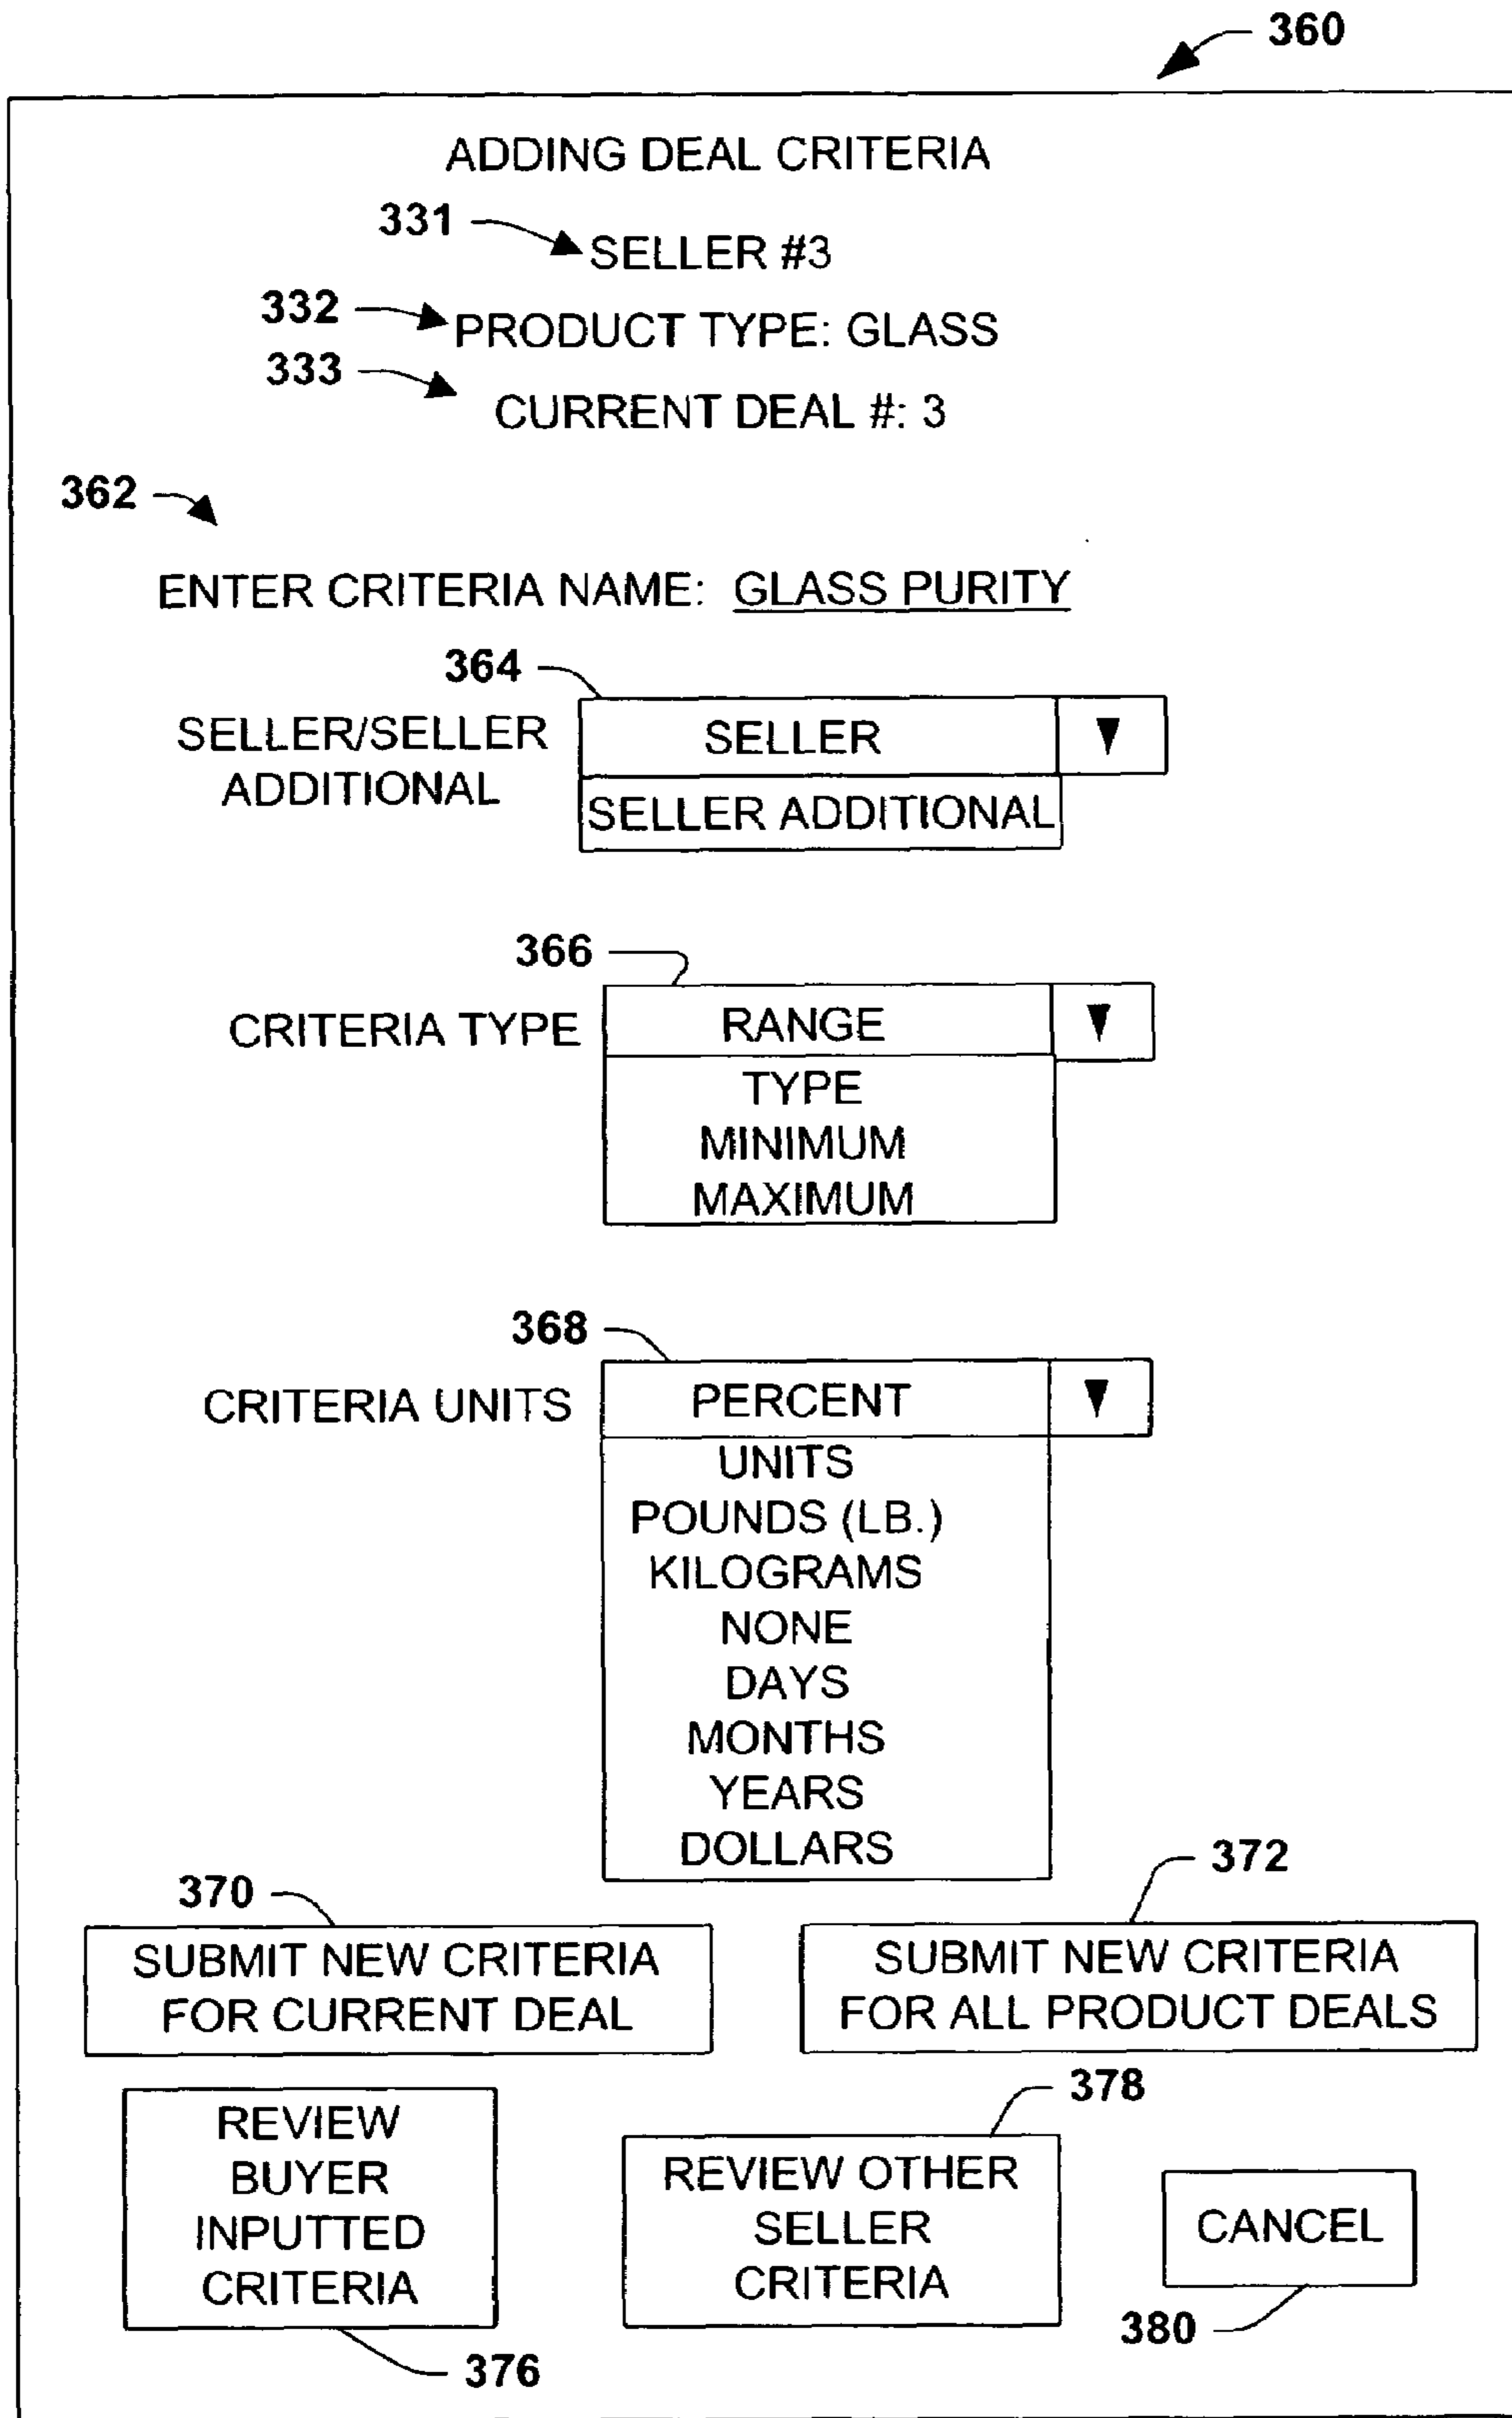 360
ADDING DEAL CRITERIA
331
SELLER #3
332
PRODUCT TYPE: GLASS
333
CURRENT DEAL #: 3
362
ENTER CRITERIA NAME: GLASS PURITY
364
SELLER/SELLER
ADDITIONAL
SELLER
SELLER ADDITIONAL
366
CRITERIA TYPE
RANGE
TYPE
MINIMUM
MAXIMUM
368
CRITERIA UNITS
PERCENT
UNITS
POUNDS (LB.)
KILOGRAMS
NONE
DAYS
MONTHS
YEARS
DOLLARS
370
SUBMIT NEW CRITERIA
FOR CURRENT DEAL
372
SUBMIT NEW CRITERIA
FOR ALL PRODUCT DEALS
REVIEW
BUYER
INPUTTED
CRITERIA
376
378
REVIEW OTHER
SELLER
CRITERIA
CANCEL
380